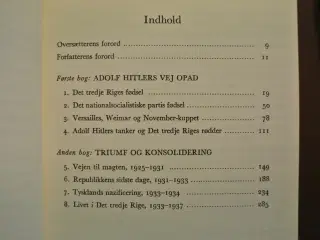 Indhold
Oversetterens forord 9
Forfatterens forord 11
Første bog: ADOLF HITLERS VEJ OPAD
1. Det tredje Riges fødsel 19
2. Det nationalsocialistiske partis fødsel 50
3. Versailles, Weimar og November-kuppet 78
4. Adolf Hitlers tanker og Det tredje Riges rødder 111
Anden bog: TRIUMF OG KONSOLIDERING
5. Vejen til magten, 1925-1931 149
6. Republikkens sidste dage, 1931-1933 186
7. Tysklands nazificering, 1933-1934 234
8. Livet i Det tredje Rige, 1933-1937 285